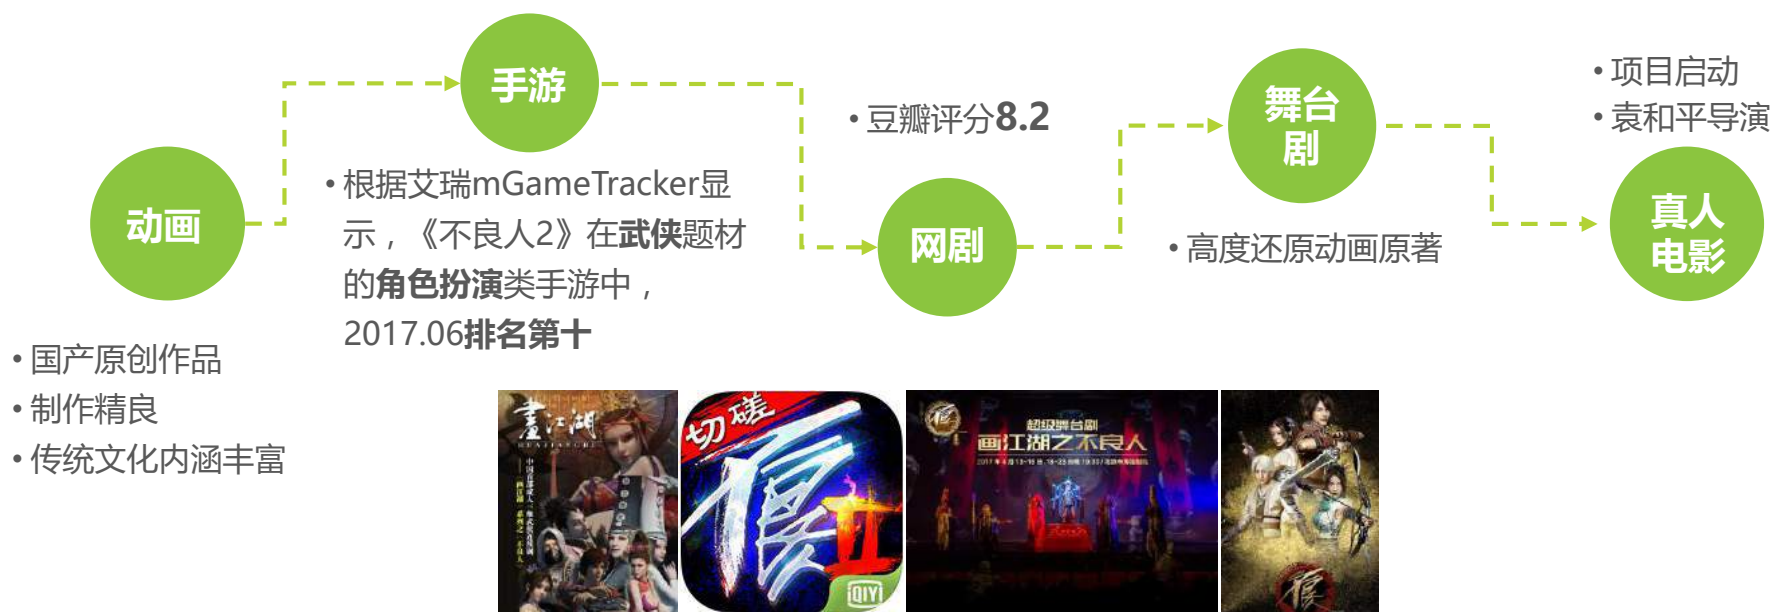 动画
• 国产原创作品
• 制作精良
• 传统文化内涵丰富
手游
• 根据艾瑞mGameTracker显
示，《不良人2》在武侠题材
的角色扮演类手游中，
2017.06排名第十
• 豆瓣评分8.2
网剧
舞台
剧
• 高度还原动画原著
• 项目启动
• 袁和平导演
真人
电影
畫江湖
切磋
iQIYI
超级舞台剧
画江湖之不良人